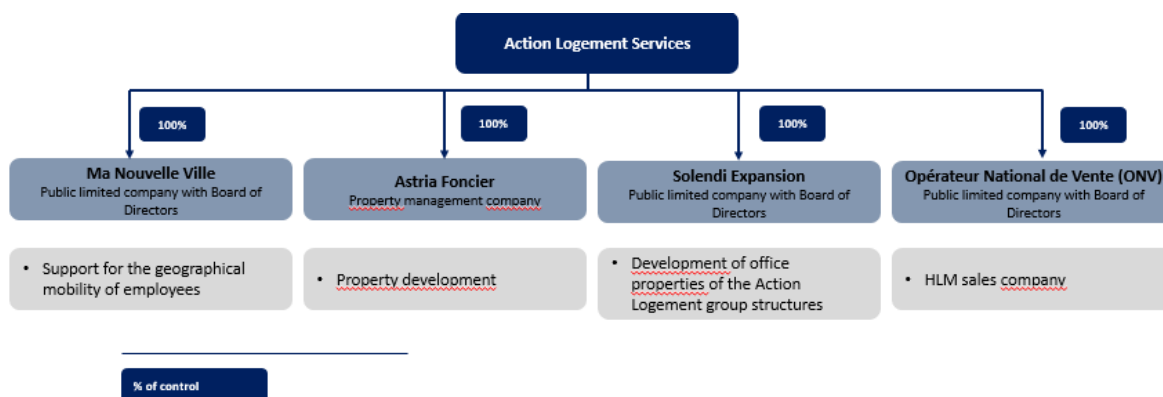 Action Logement Services
100%
100%
100%
100%
Ma Nouvelle Ville
Public limited company with Board of
Directors
Astria Foncier
Property management company
Solendi Expansion
Public limited company with Board of
Directors
Opérateur National de Vente (ONV)
Public limited company with Board of
Directors
• Support for the geographical
mobility of employees
• Property development
• Development of office
properties of the Action
Logement group structures
• HLM sales company
% of control